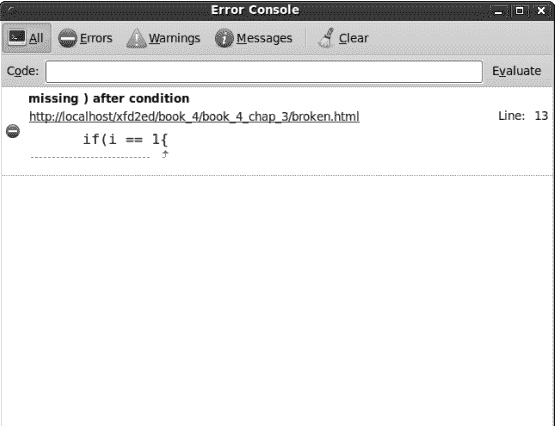 Error Console
All Errors Warnings Messages Clear
Code: Evaluate
missing ) after condition
http://localhost/xfd2ed/book_4/book_4_chap_3/broken.html Line: 13
if(i == 1{